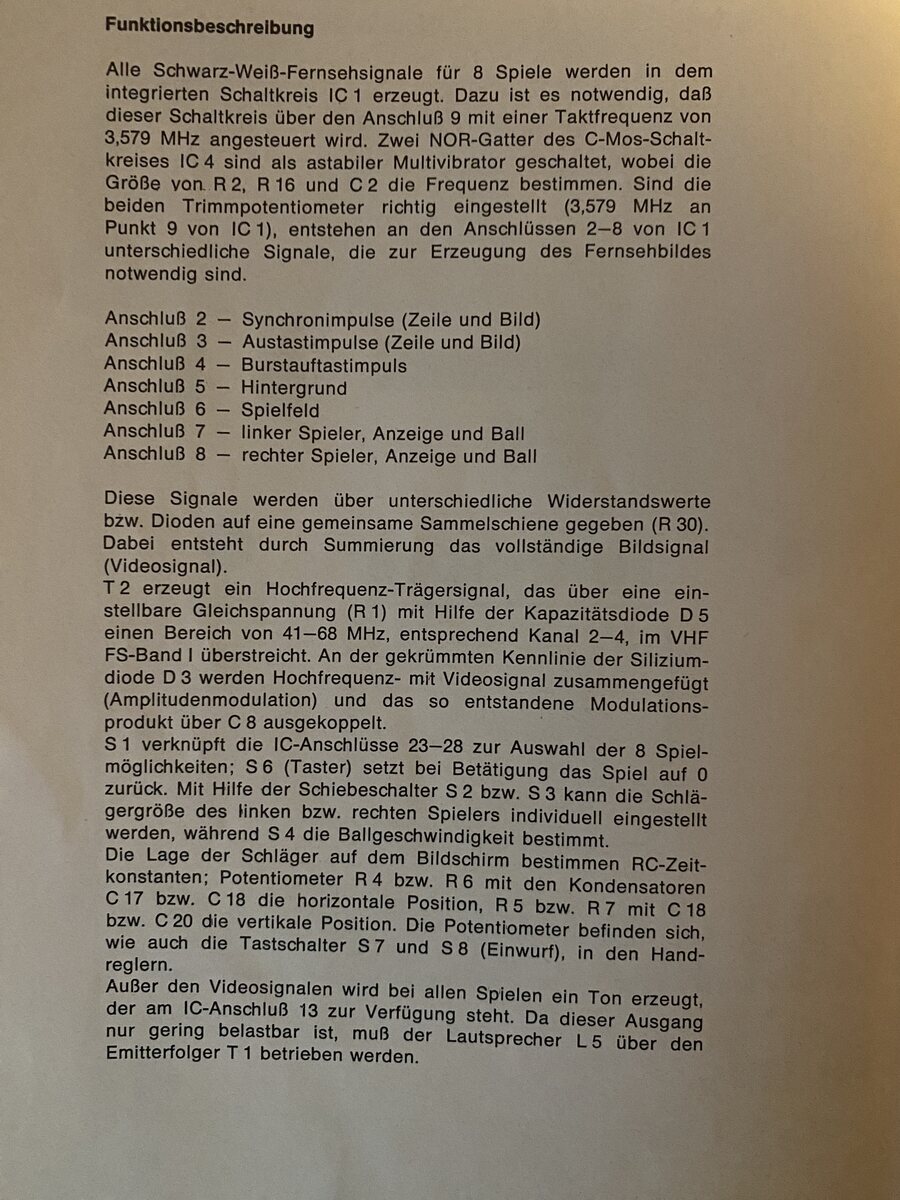 Funktionsbeschreibung
Alle Schwarz-Weiß-Fernsehsignale für 8 Spiele werden in dem
integrierten Schaltkreis IC 1 erzeugt. Dazu ist es notwendig, daß
dieser Schaltkreis über den Anschluß 9 mit einer Taktfrequenz von
3,579 MHz angesteuert wird. Zwei NOR-Gatter des C-Mos-Schalt-
kreises IC 4 sind als astabiler Multivibrator geschaltet, wobei die
Größe von R 2, R 16 und C 2 die Frequenz bestimmen. Sind die
beiden Trimmpotentiometer richtig eingestellt (3,579 MHz an
Punkt 9 von IC 1), entstehen an den Anschlüssen 2–8 von IC 1
unterschiedliche Signale, die zur Erzeugung des Fernsehbildes
notwendig sind.
Anschluß 2 – Synchronimpulse (Zeile und Bild)
Anschluß 3 – Austastimpulse (Zeile und Bild)
Anschluß 4 – Burstauftastimpuls
Anschluß 5 – Hintergrund
Anschluß 6 – Spielfeld
Anschluß 7 – linker Spieler, Anzeige und Ball
Anschluß 8 – rechter Spieler, Anzeige und Ball
Diese Signale werden über unterschiedliche Widerstandswerte
bzw. Dioden auf eine gemeinsame Sammelschiene gegeben (R 30).
Dabei entsteht durch Summierung das vollständige Bildsignal
(Videosignal).
T 2 erzeugt ein Hochfrequenz-Trägersignal, das über eine ein-
stellbare Gleichspannung (R 1) mit Hilfe der Kapazitätsdiode D 5
einen Bereich von 41–68 MHz, entsprechend Kanal 2–4, im VHF
FS-Band I überstreicht. An der gekrümmten Kennlinie der Silizium-
diode D 3 werden Hochfrequenz- mit Videosignal zusammengefügt
(Amplitudenmodulation) und das so entstandene Modulations-
produkt über C 8 ausgekoppelt.
S 1 verknüpft die IC-Anschlüsse 23–28 zur Auswahl der 8 Spiel-
möglichkeiten; S 6 (Taster) setzt bei Betätigung das Spiel auf 0
zurück. Mit Hilfe der Schiebeschalter S 2 bzw. S 3 kann die Schlä-
gergröße des linken bzw. rechten Spielers individuell eingestellt
werden, während S 4 die Ballgeschwindigkeit bestimmt.
Die Lage der Schläger auf dem Bildschirm bestimmen RC-Zeit-
konstanten; Potentiometer R 4 bzw. R 6 mit den Kondensatoren
C 17 bzw. C 18 die horizontale Position, R 5 bzw. R 7 mit C 18
bzw. C 20 die vertikale Position. Die Potentiometer befinden sich,
wie auch die Tastschalter S 7 und S 8 (Einwurf), in den Hand-
reglern.
Außer den Videosignalen wird bei allen Spielen ein Ton erzeugt,
der am IC-Anschluß 13 zur Verfügung steht. Da dieser Ausgang
nur gering belastbar ist, muß der Lautsprecher L 5 über den
Emitterfolger T 1 betrieben werden.